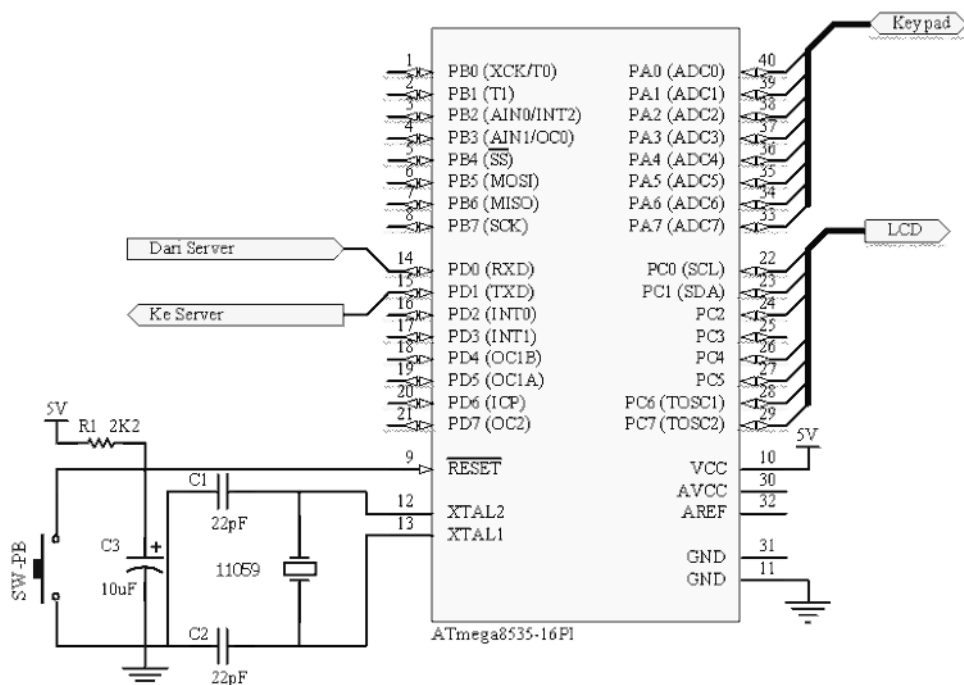 Keypad
1 PB0 (XCK/T0) PA0 (ADC0) 40
2 PB1 (T1) PA1 (ADC1) 39
3 PB2 (AIN0/INT2) PA2 (ADC2) 38
4 PB3 (AIN1/OC0) PA3 (ADC3) 37
5 PB4 (SS) PA4 (ADC4) 36
6 PB5 (MOSI) PA5 (ADC5) 35
7 PB6 (MISO) PA6 (ADC6) 34
8 PB7 (SCK) PA7 (ADC7) 33
LCD
Dari Server
14 PD0 (RXD) PC0 (SCL) 22
15 PD1 (TXD) PC1 (SDA) 23
Ke Server
16 PD2 (INT0) PC2 24
17 PD3 (INT1) PC3 25
18 PD4 (OC1B) PC4 26
19 PD5 (OC1A) PC5 27
20 PD6 (ICP) PC6 (TOSC1) 28
21 PD7 (OC2) PC7 (TOSC2) 29
5V
R1 2K2
5V
9 RESET VCC 10
AVCC 30
C1
22pF
12 XTAL2 AREF 32
13 XTAL1
GND 31
GND 11
SW-PB
C3
+
10uF
11059
C2
22pF
ATmega8535-16PI